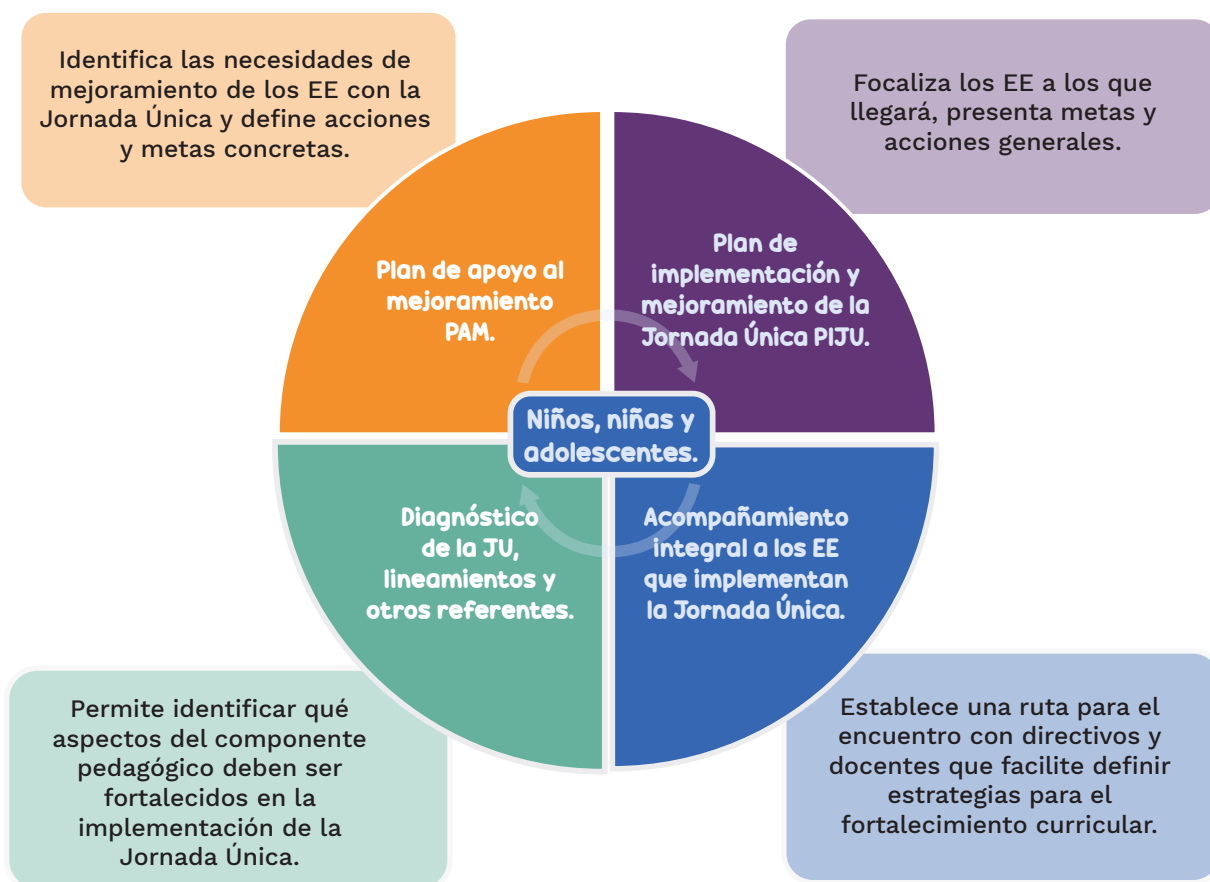 Identifica las necesidades de
mejoramiento de los EE con la
Jornada Única y define acciones
y metas concretas.
Focaliza los EE a los que
llegará, presenta metas y
acciones generales.
Plan de apoyo al
mejoramiento
PAM.
Plan de
implementación y
mejoramiento de la
Jornada Única PIJU.
Niños, niñas y
adolescentes.
Diagnóstico
de la JU,
lineamientos y
otros referentes.
Acompañamiento
integral a los EE
que implementan
la Jornada Única.
Permite identificar qué
aspectos del componente
pedagógico deben ser
fortalecidos en la
implementación de la
Jornada Única.
Establece una ruta para el
encuentro con directivos y
docentes que facilite definir
estrategias para el
fortalecimiento curricular.